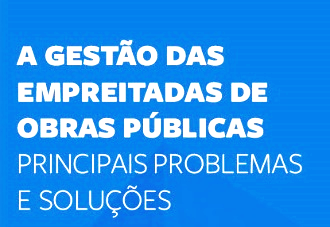 A GESTÃO DAS
EMPREITADAS DE
OBRAS PÚBLICAS
PRINCIPAIS PROBLEMAS
E SOLUÇÕES